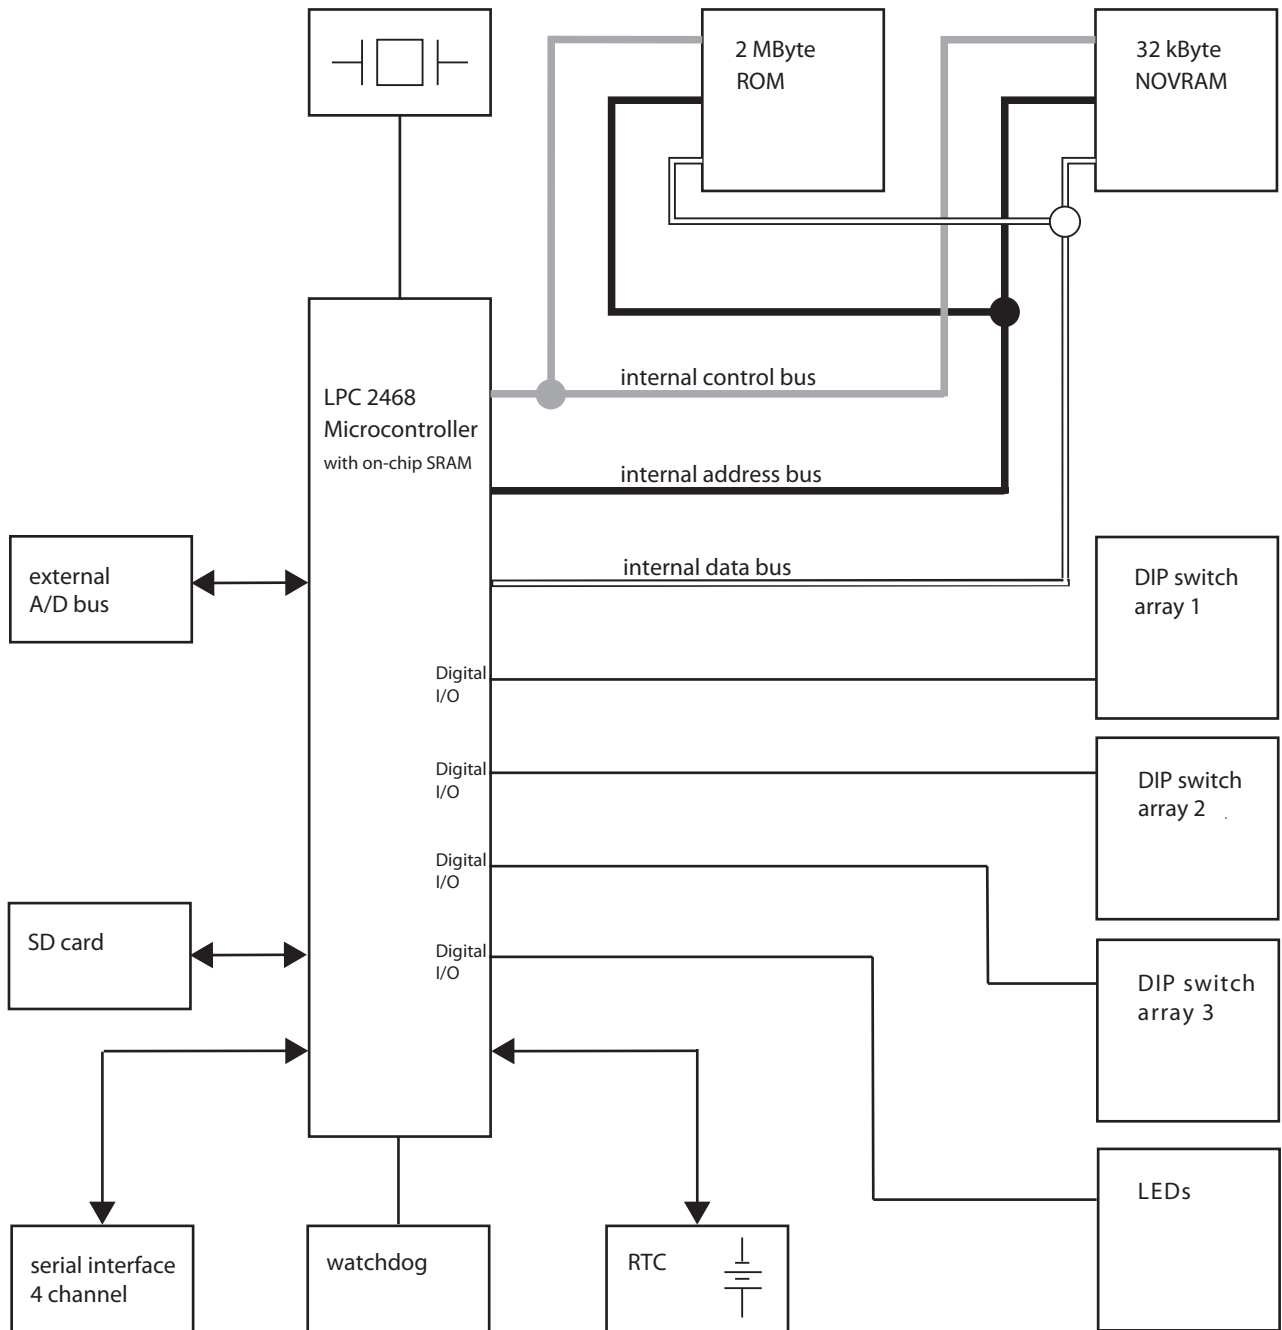 2 MByte
ROM
32 kByte
NOVRAM
internal control bus
LPC 2468
Microcontroller
with on-chip SRAM
internal address bus
internal data bus
external
A/D bus
DIP switch
array 1
Digital
I/O
Digital
I/O
DIP switch
array 2
Digital
I/O
SD card
Digital
I/O
DIP switch
array 3
LEDs
serial interface
4 channel
watchdog
RTC